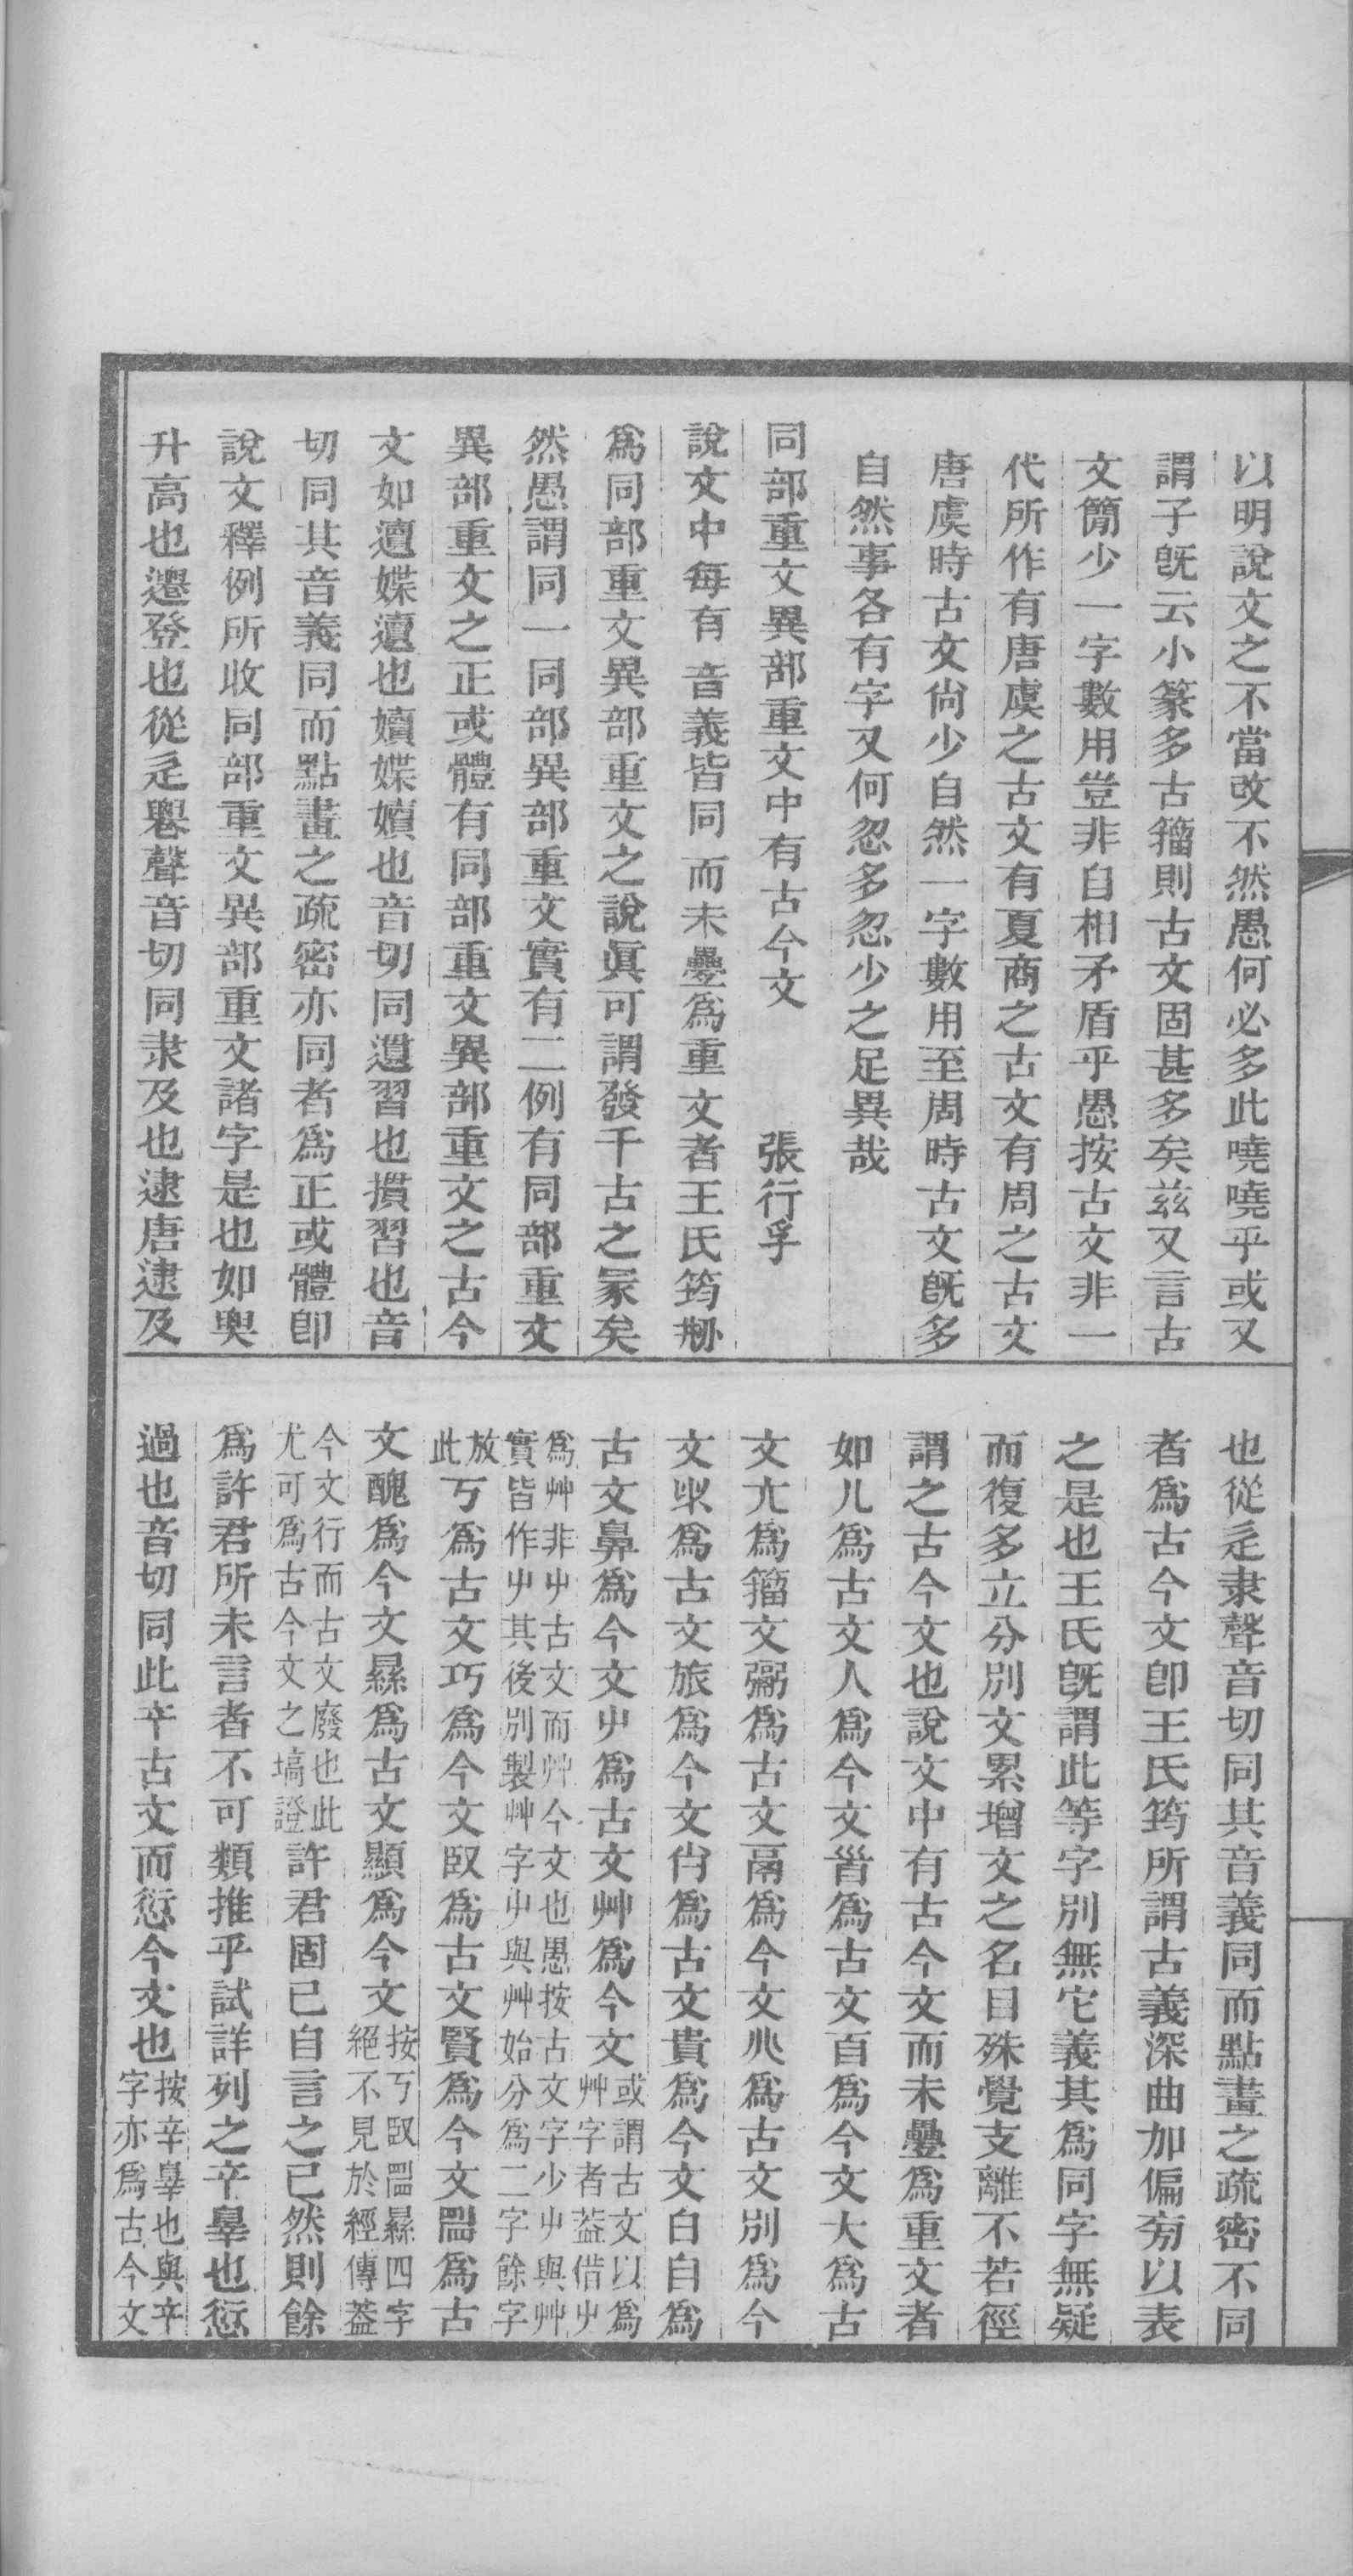 以明說文之不當改不然愚何必多此嘵嘵乎或又
謂子旣云小篆多古籀則古文固甚多矣茲又言古
文簡少一字數用豈非自相矛盾乎愚按古文非一
代所作有唐虞之古文有夏商之古文有周之古文
唐虞時古文尙少自然一字數用至周時古文旣多
自然事各有字又何忽多忽少之足異哉
同部重文異部重文中有古今文 張行孚
說文中每有音義皆同而未㬪爲重文者王氏筠刱
爲同部重文異部重文之說眞可謂發千古之冡矣
然愚謂同一同部異部重文實有二例有同部重文
異部重文之正或體有同部重文異部重文之古今
文如遭媟遭也嬻媟嬻也音切同遦習也摜習也音
切同其音義同而點畫之疏密亦同者爲正或體卽
說文釋例所收同部重文異部重文諸字是也如䢍
升高也遷登也從辵䙴聲音切同隶及也逮唐逮及
也從辵隶聲音切同其音義同而點畫之疏密不同
者爲古今文卽王氏筠所謂古義深曲加偏旁以表
之是也王氏旣謂此等字別無它義其爲同字無疑
而復多立分別文累增文之名目殊覺支離不若徑
謂之古今文也說文中有古今文而未㬪爲重文者
如儿爲古文人爲今文𦣻爲古文百爲今文大爲古
文亣爲籀文䰜爲古文鬲爲今文𠔁爲古文別爲今
文㫄爲古文旅爲今文㕯爲古文貴爲今文白自爲
古文鼻爲今文屮爲古文艸爲今文或謂古文以爲
艸字者葢借屮
爲艸非屮古文而艸今文也愚按古文字少屮與艸
實皆作屮其後別製艸字屮與艸始分爲二字餘字
放
此丂爲古文巧爲今文臤爲古文賢爲今文𥁕爲古
文醜爲今文㬎爲古文顯爲今文按丂臤𥁕㬎四字
絕不見於經傳葢
今文行而古文廢也此
尤可爲古今文之塙證許君固已自言之已然則餘
爲許君所未言者不可類推乎試詳列之䇂辠也愆
過也音切同此䇂古文而愆今文也按辛辠也與䇂
字亦爲古今文